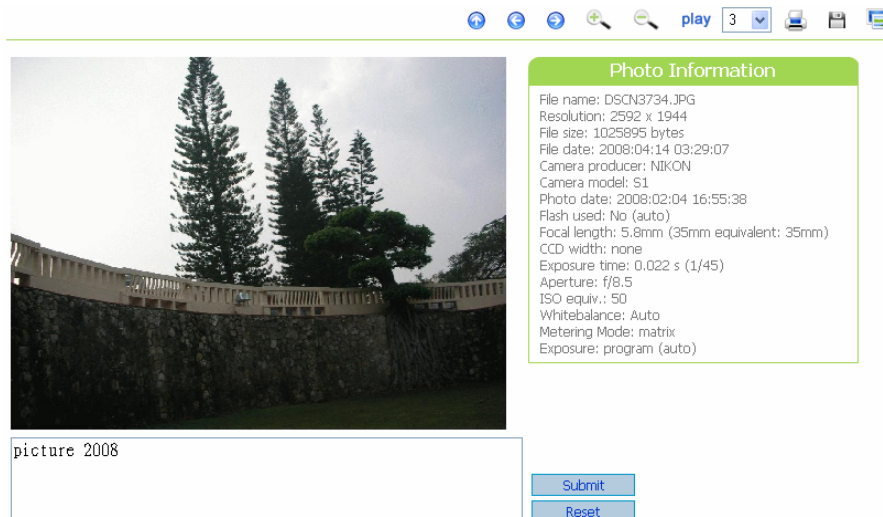 play 3
Photo Information
File name: DSCN3734.JPG
Resolution: 2592 x 1944
File size: 1025895 bytes
File date: 2008:04:14 03:29:07
Camera producer: NIKON
Camera model: S1
Photo date: 2008:02:04 16:55:38
Flash used: No (auto)
Focal length: 5.8mm (35mm equivalent: 35mm)
CCD width: none
Exposure time: 0.022 s (1/45)
Aperture: f/8.5
ISO equiv.: 50
Whitebalance: Auto
Metering Mode: matrix
Exposure: program (auto)
picture 2008
Submit
Reset